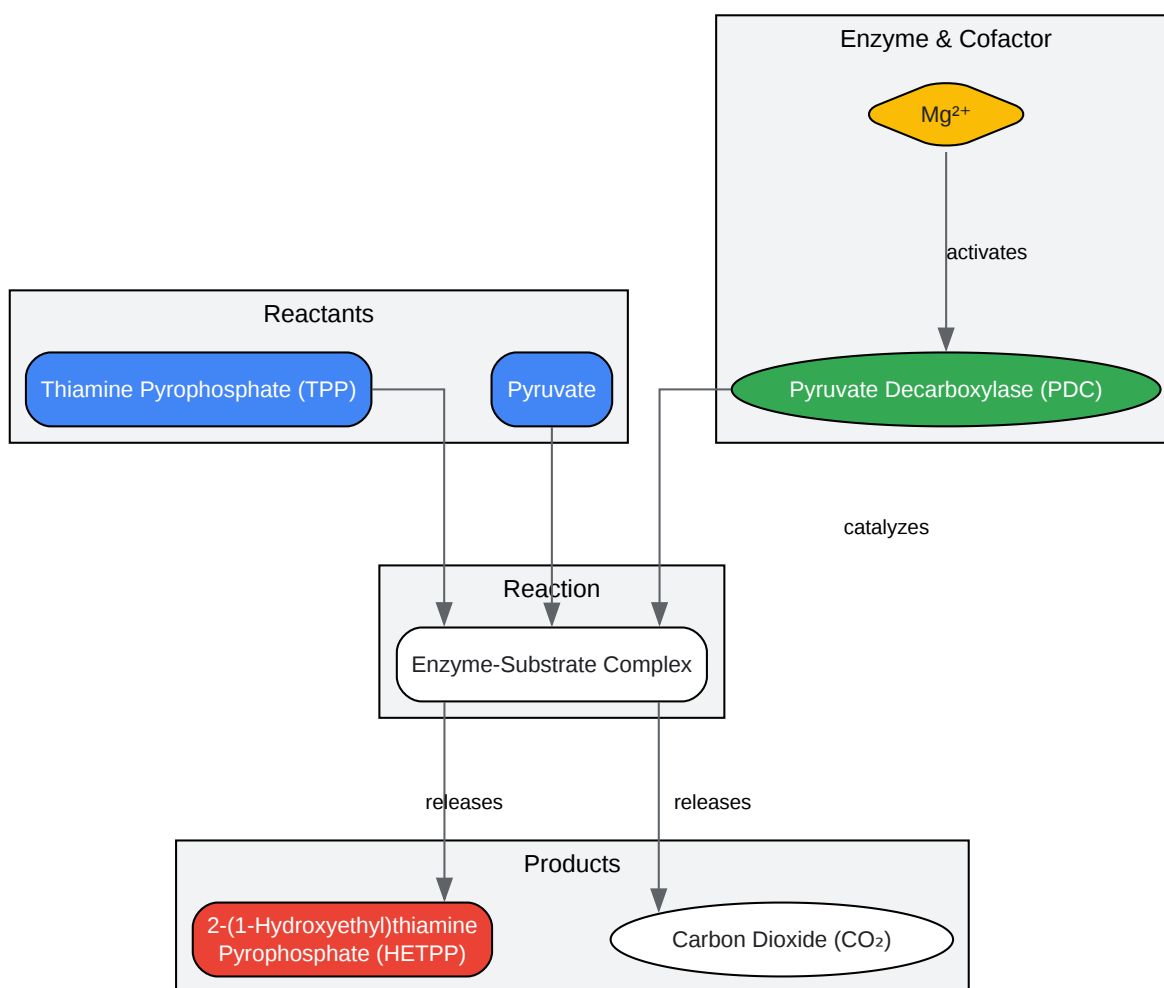 Enzyme & Cofactor
Mg²⁺
activates
Reactants
Thiamine Pyrophosphate (TPP)
Pyruvate
Pyruvate Decarboxylase (PDC)
catalyzes
Reaction
Enzyme-Substrate Complex
releases
releases
Products
2-(1-Hydroxyethyl)thiamine
Pyrophosphate (HETPP)
Carbon Dioxide (CO₂)